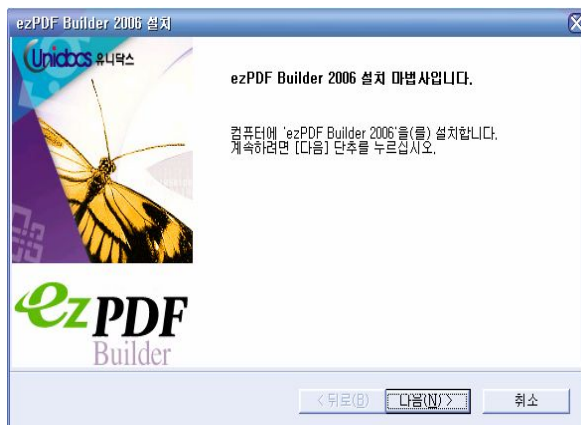 ezPDF Builder 2006 설치
Unidocs 유니닥스
ezPDF Builder 2006 설치 마법사입니다.
컴퓨터에 'ezPDF Builder 2006'을(를) 설치합니다.
계속하려면 [다음] 단추를 누르십시오.
ezPDF
Builder
< 뒤로(B) 다음(N) > 취소